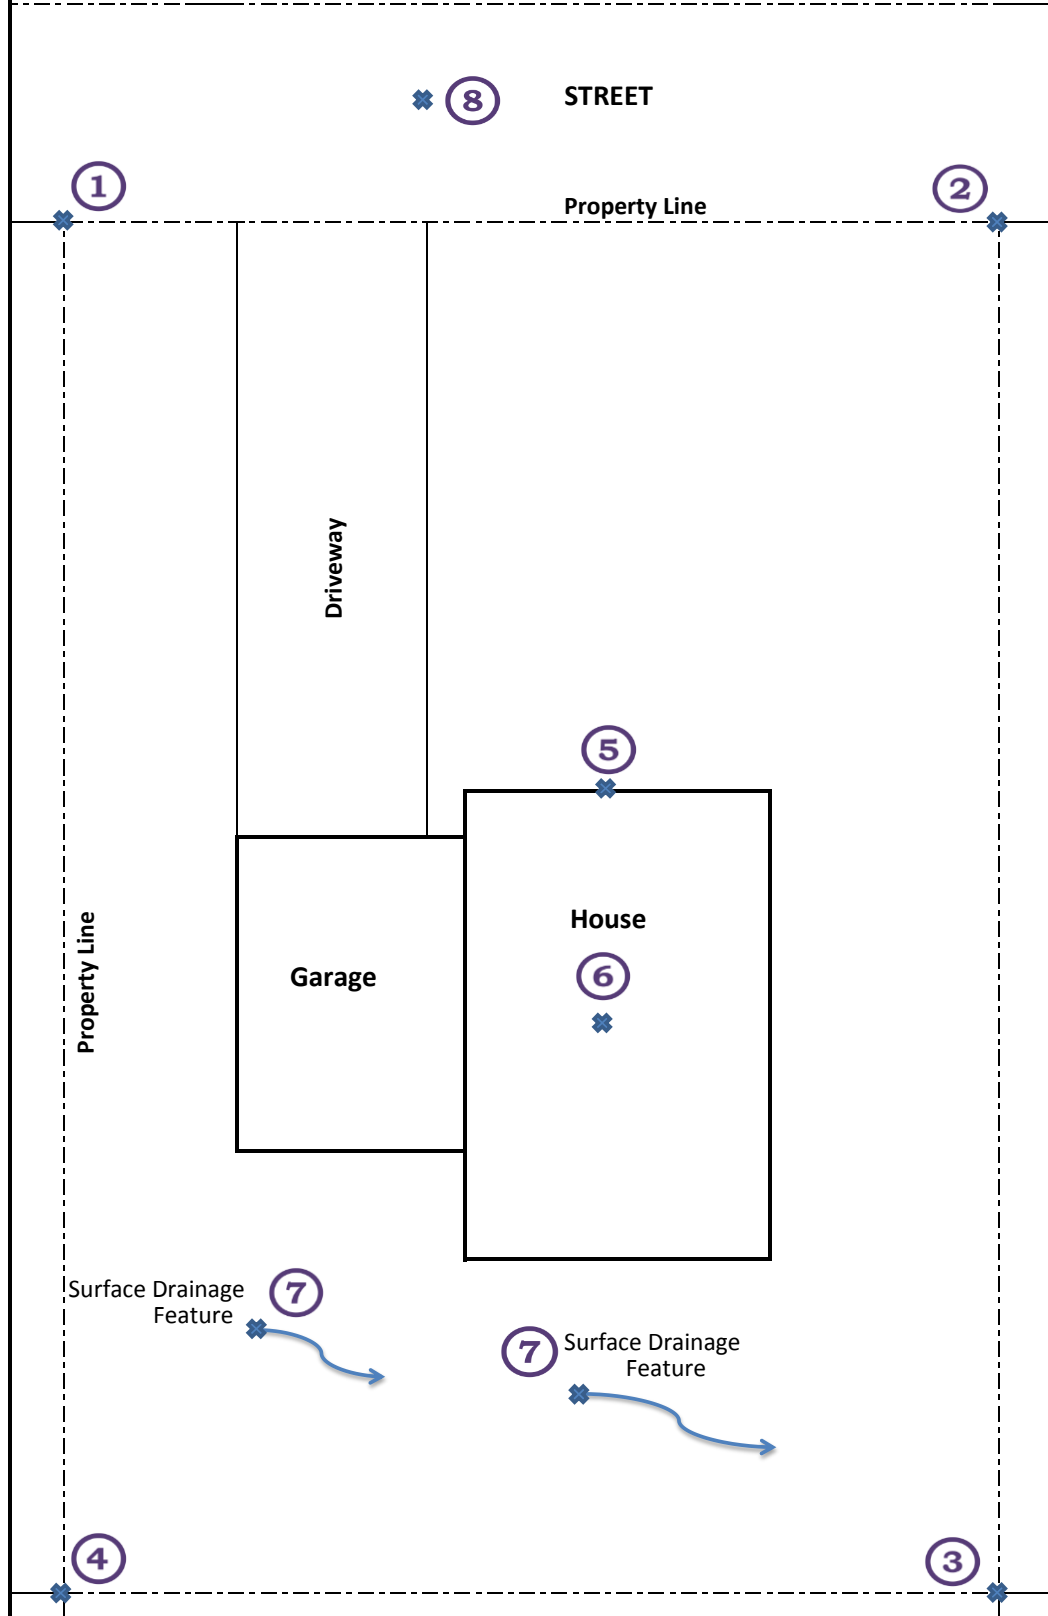 8
STREET
1
2
Property Line
Driveway
5
House
Property Line
6
Garage
Surface Drainage
Feature
7
7
Surface Drainage
Feature
4
3